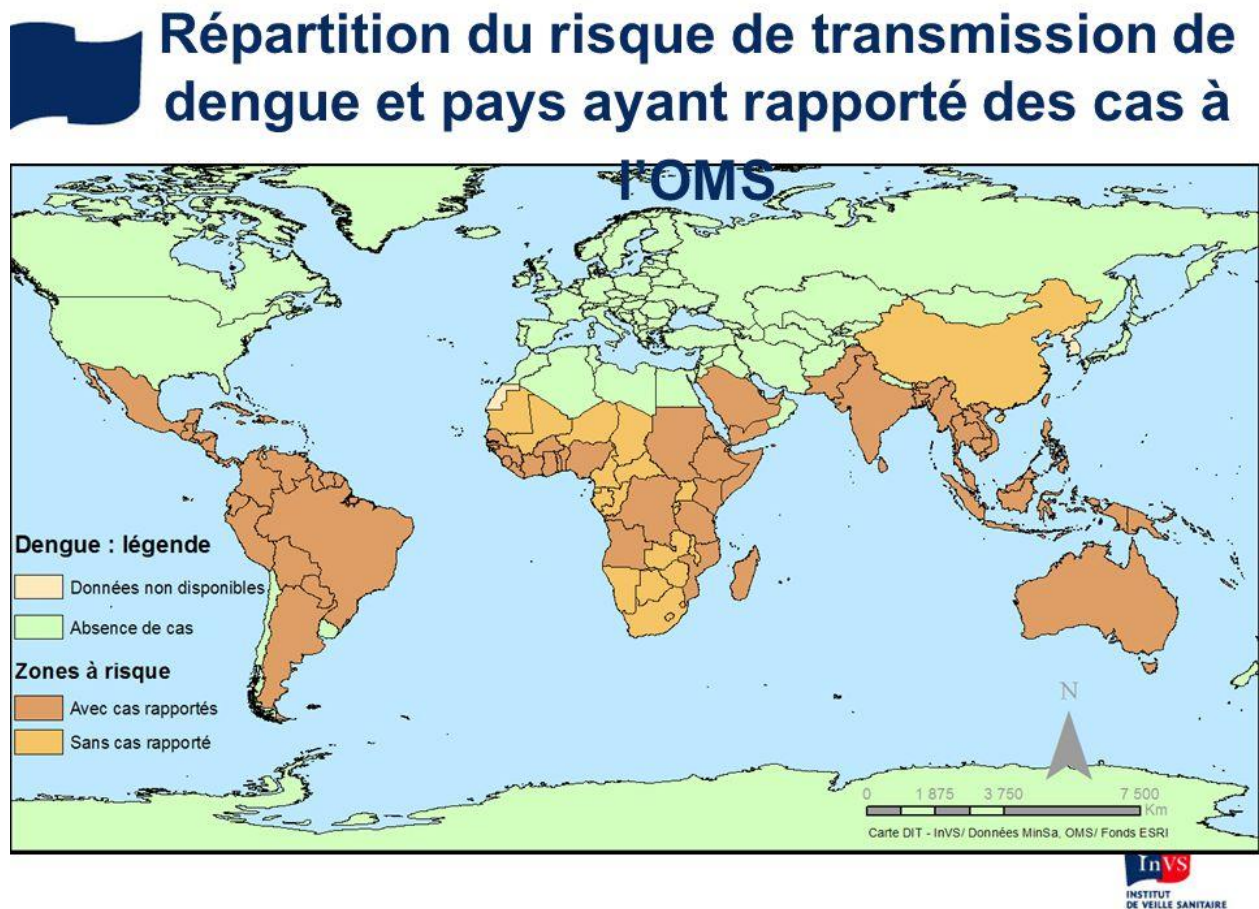 Répartition du risque de transmission de
dengue et pays ayant rapporté des cas à
l'OMS
Dengue : légende
Données non disponibles
Absence de cas
Zones à risque
Avec cas rapportés
Sans cas rapporté
N
0 1 875 3 750 7 500
Km
Carte DIT - InVS/ Données MinSa, OMS/ Fonds ESRI
InVS
INSTITUT
DE VEILLE SANITAIRE